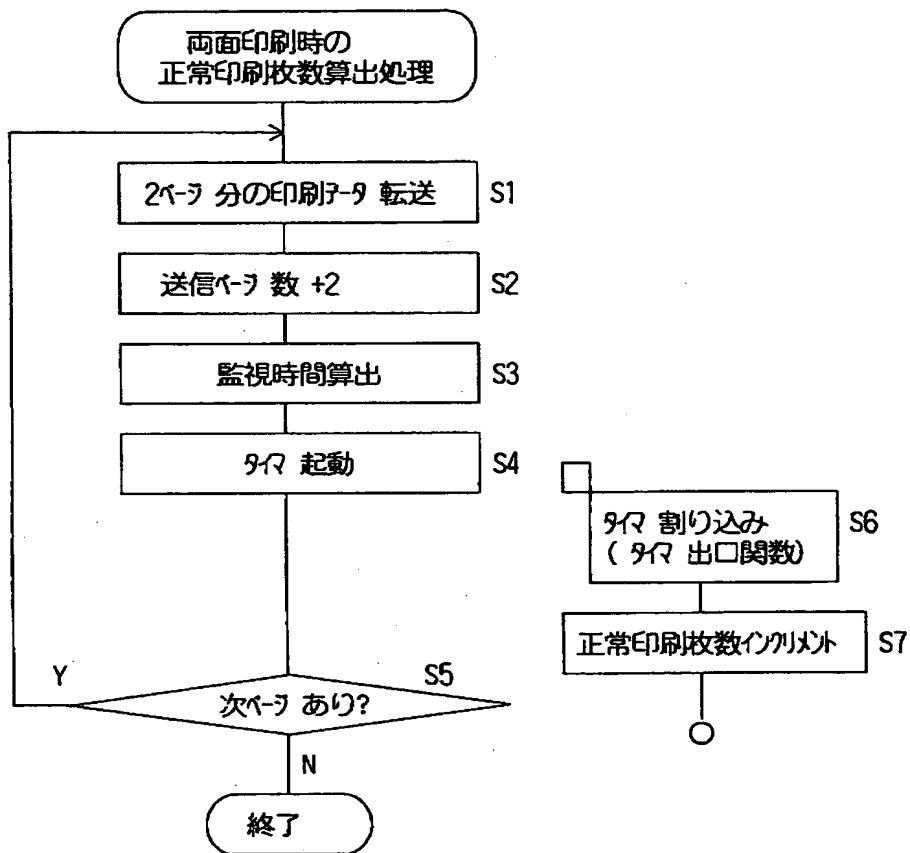 両面印刷時の
正常印刷枚数算出処理
2ページ 分の印刷データ 転送 S1
送信ページ 数 +2 S2
監視時間算出 S3
タイマ 起動 S4
タイマ 割り込み S6
( タイマ 出口関数)
正常印刷枚数インクリメント S7
Y S5
次ページ あり?
N
終了